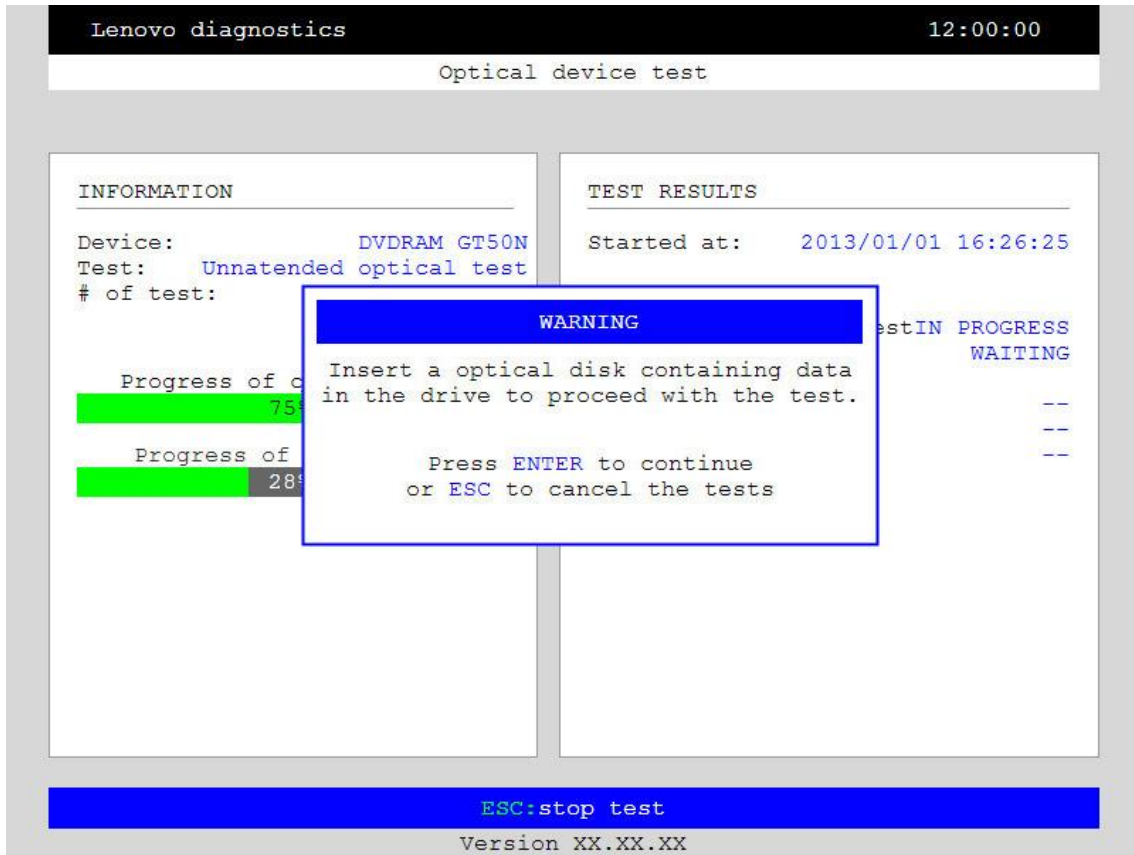 Lenovo diagnostics 12:00:00
Optical device test
INFORMATION
Device: DVDRAM GT50N
Test: Unnatended optical test
# of test:
Progress of
75
Progress of
28
TEST RESULTS
Started at: 2013/01/01 16:26:25
IN PROGRESS
WAITING
--
--
--
WARNING
Insert a optical disk containing data
in the drive to proceed with the test.
Press ENTER to continue
or ESC to cancel the tests
ESC:stop test
Version XX.XX.XX